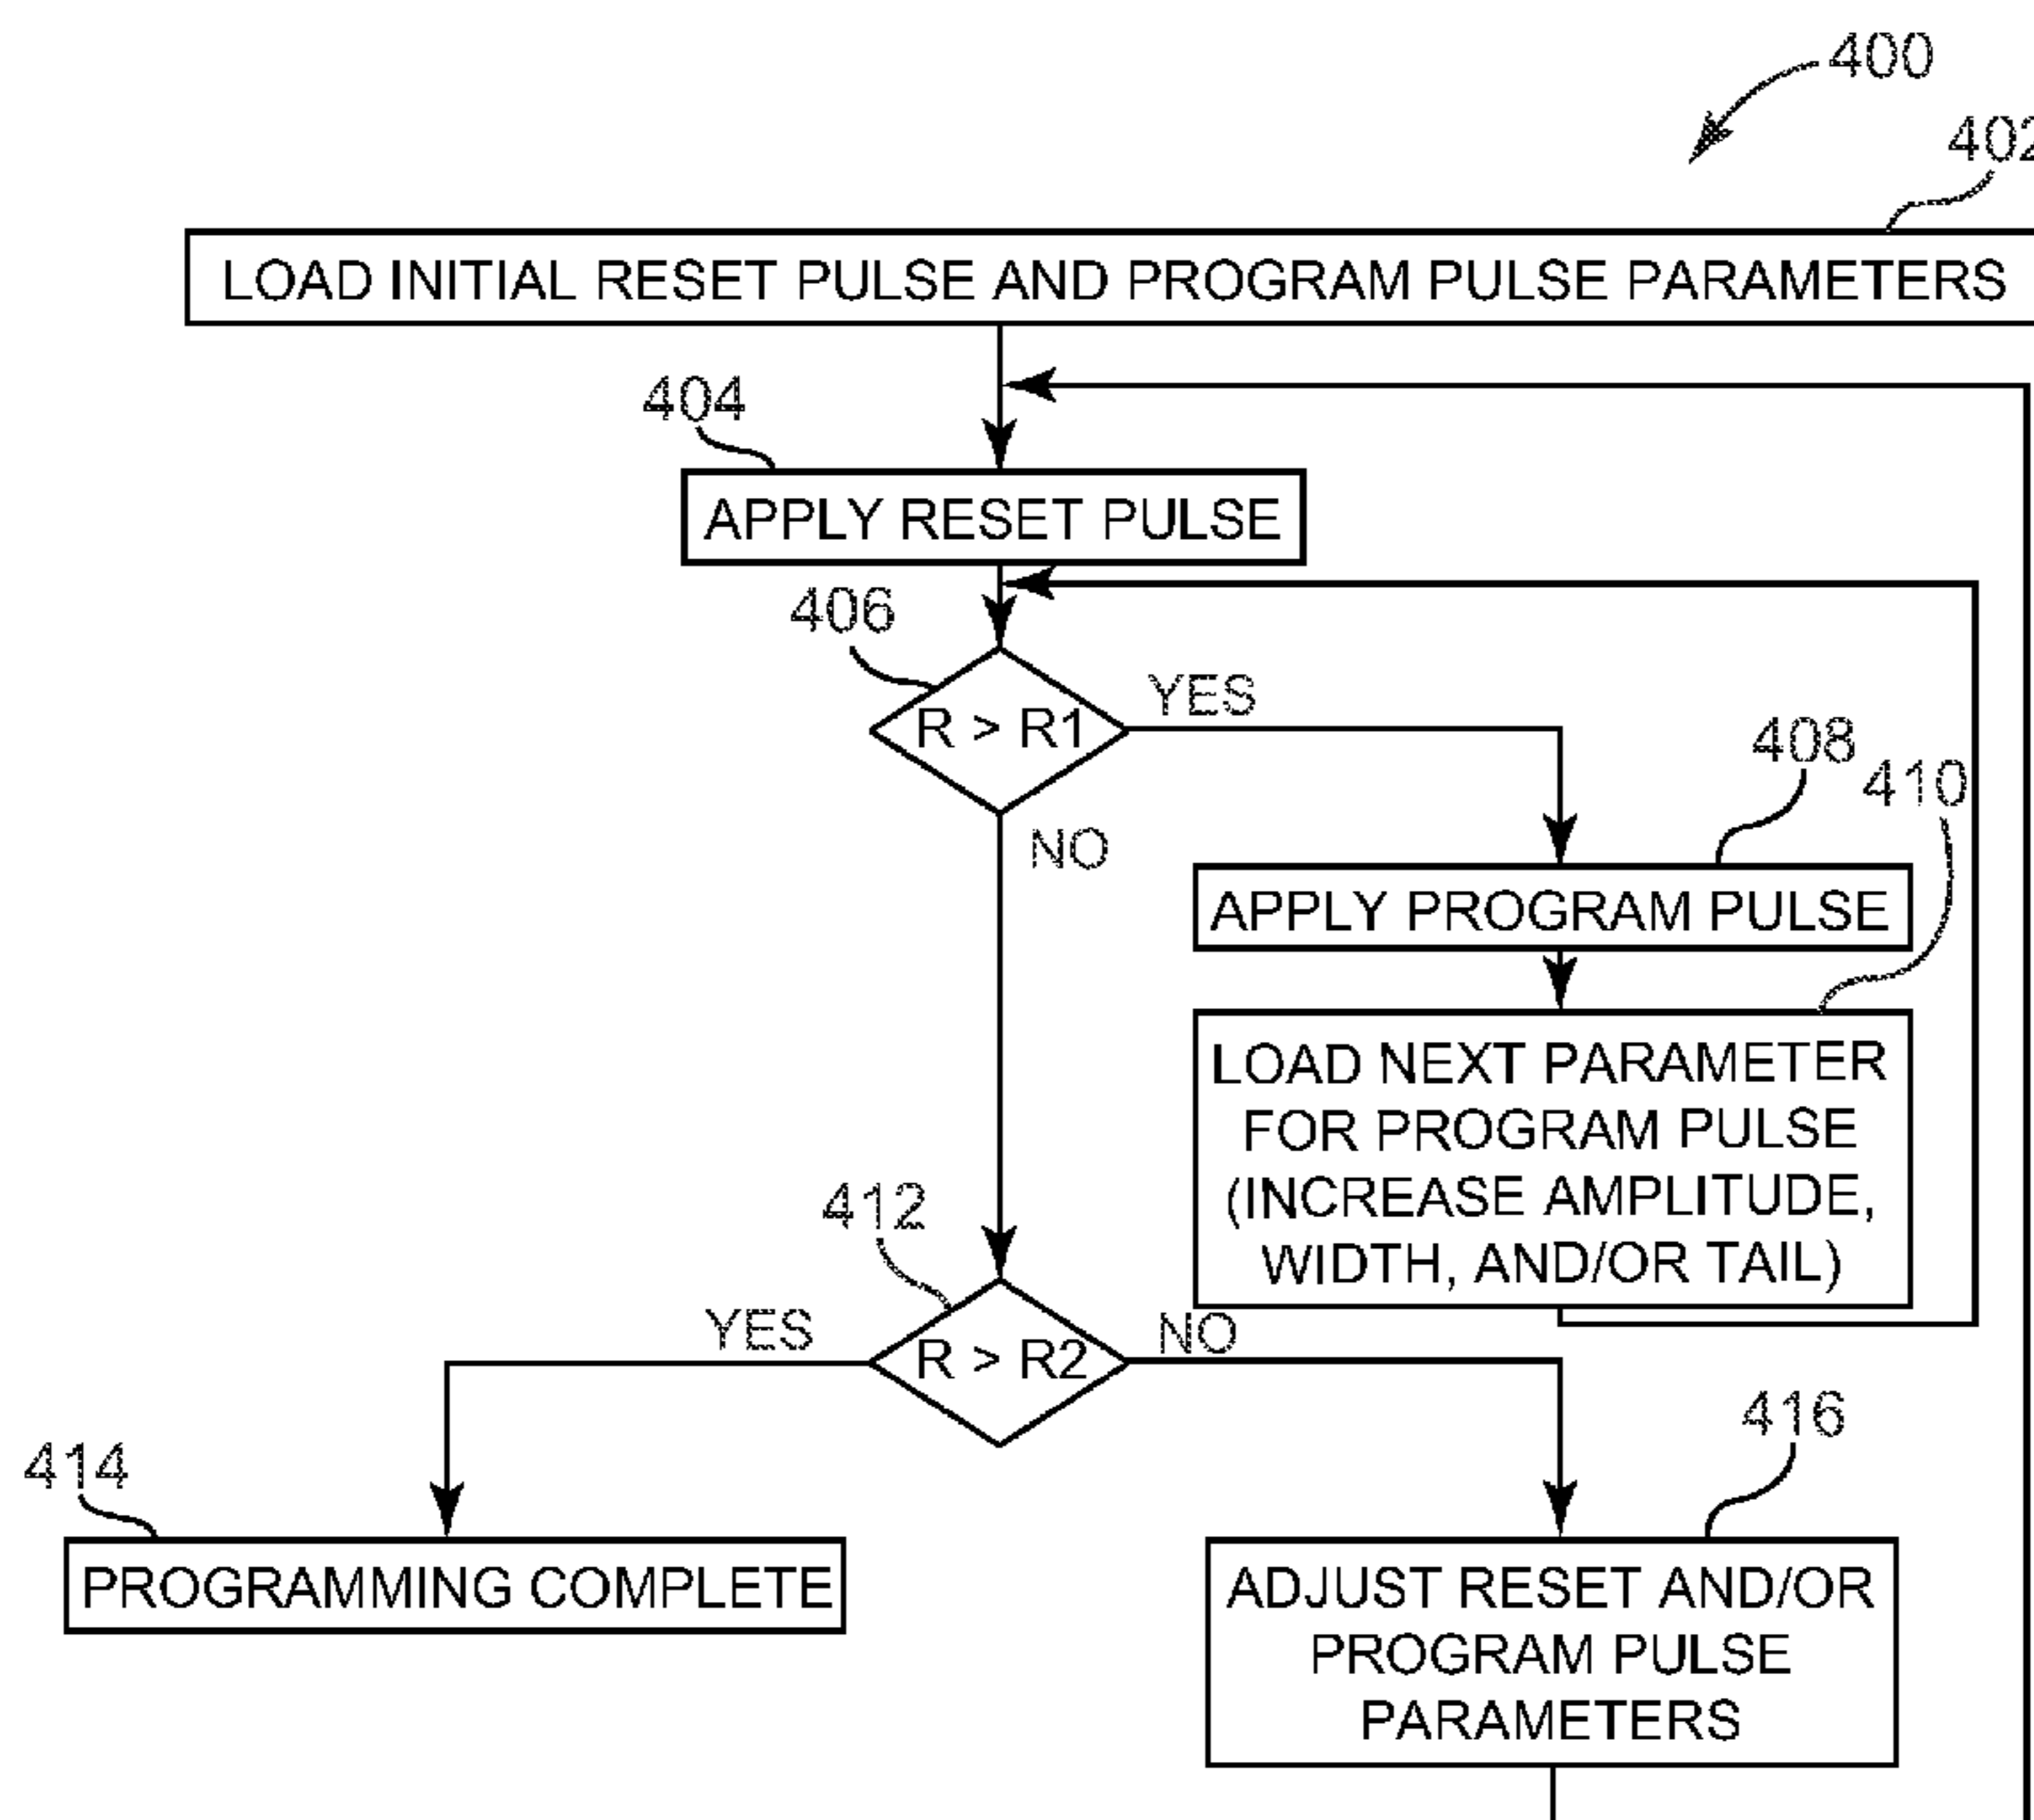 400
402
LOAD INITIAL RESET PULSE AND PROGRAM PULSE PARAMETERS
404
APPLY RESET PULSE
406
R > R1
YES
NO
408
410
APPLY PROGRAM PULSE
LOAD NEXT PARAMETER
FOR PROGRAM PULSE
(INCREASE AMPLITUDE,
WIDTH, AND/OR TAIL)
412
R > R2
YES
NO
414
PROGRAMMING COMPLETE
416
ADJUST RESET AND/OR
PROGRAM PULSE
PARAMETERS